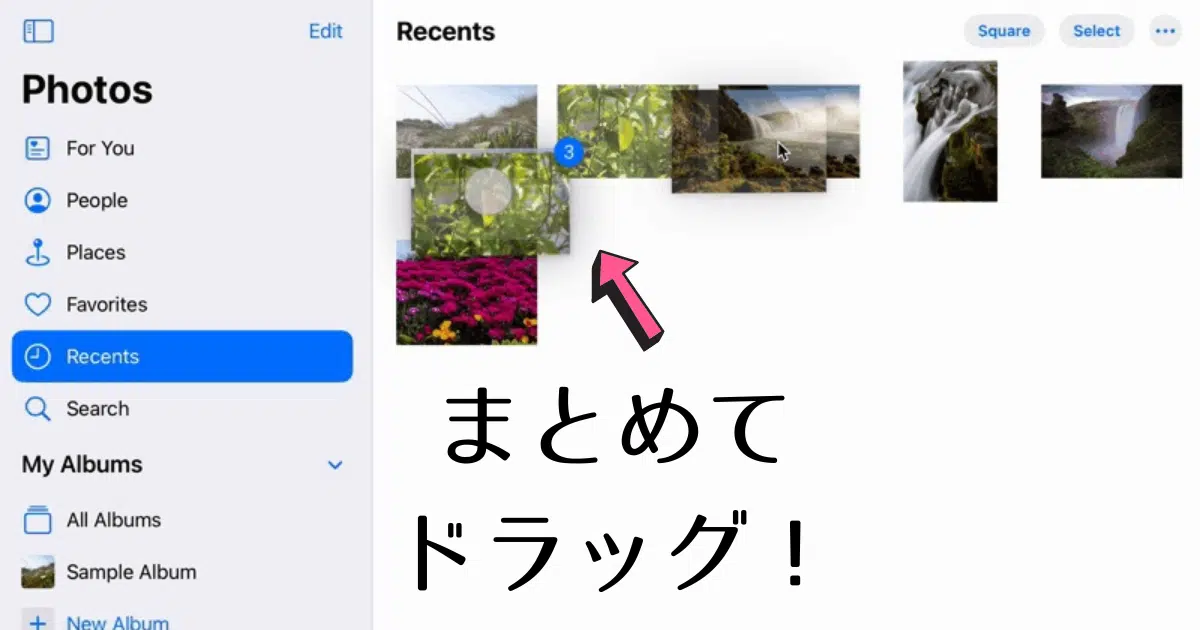 Edit
Photos
For You
People
Places
Favorites
Recents
Search
My Albums
All Albums
Sample Album
New Album
Recents
Square
Select
3
まとめて
ドラッグ！